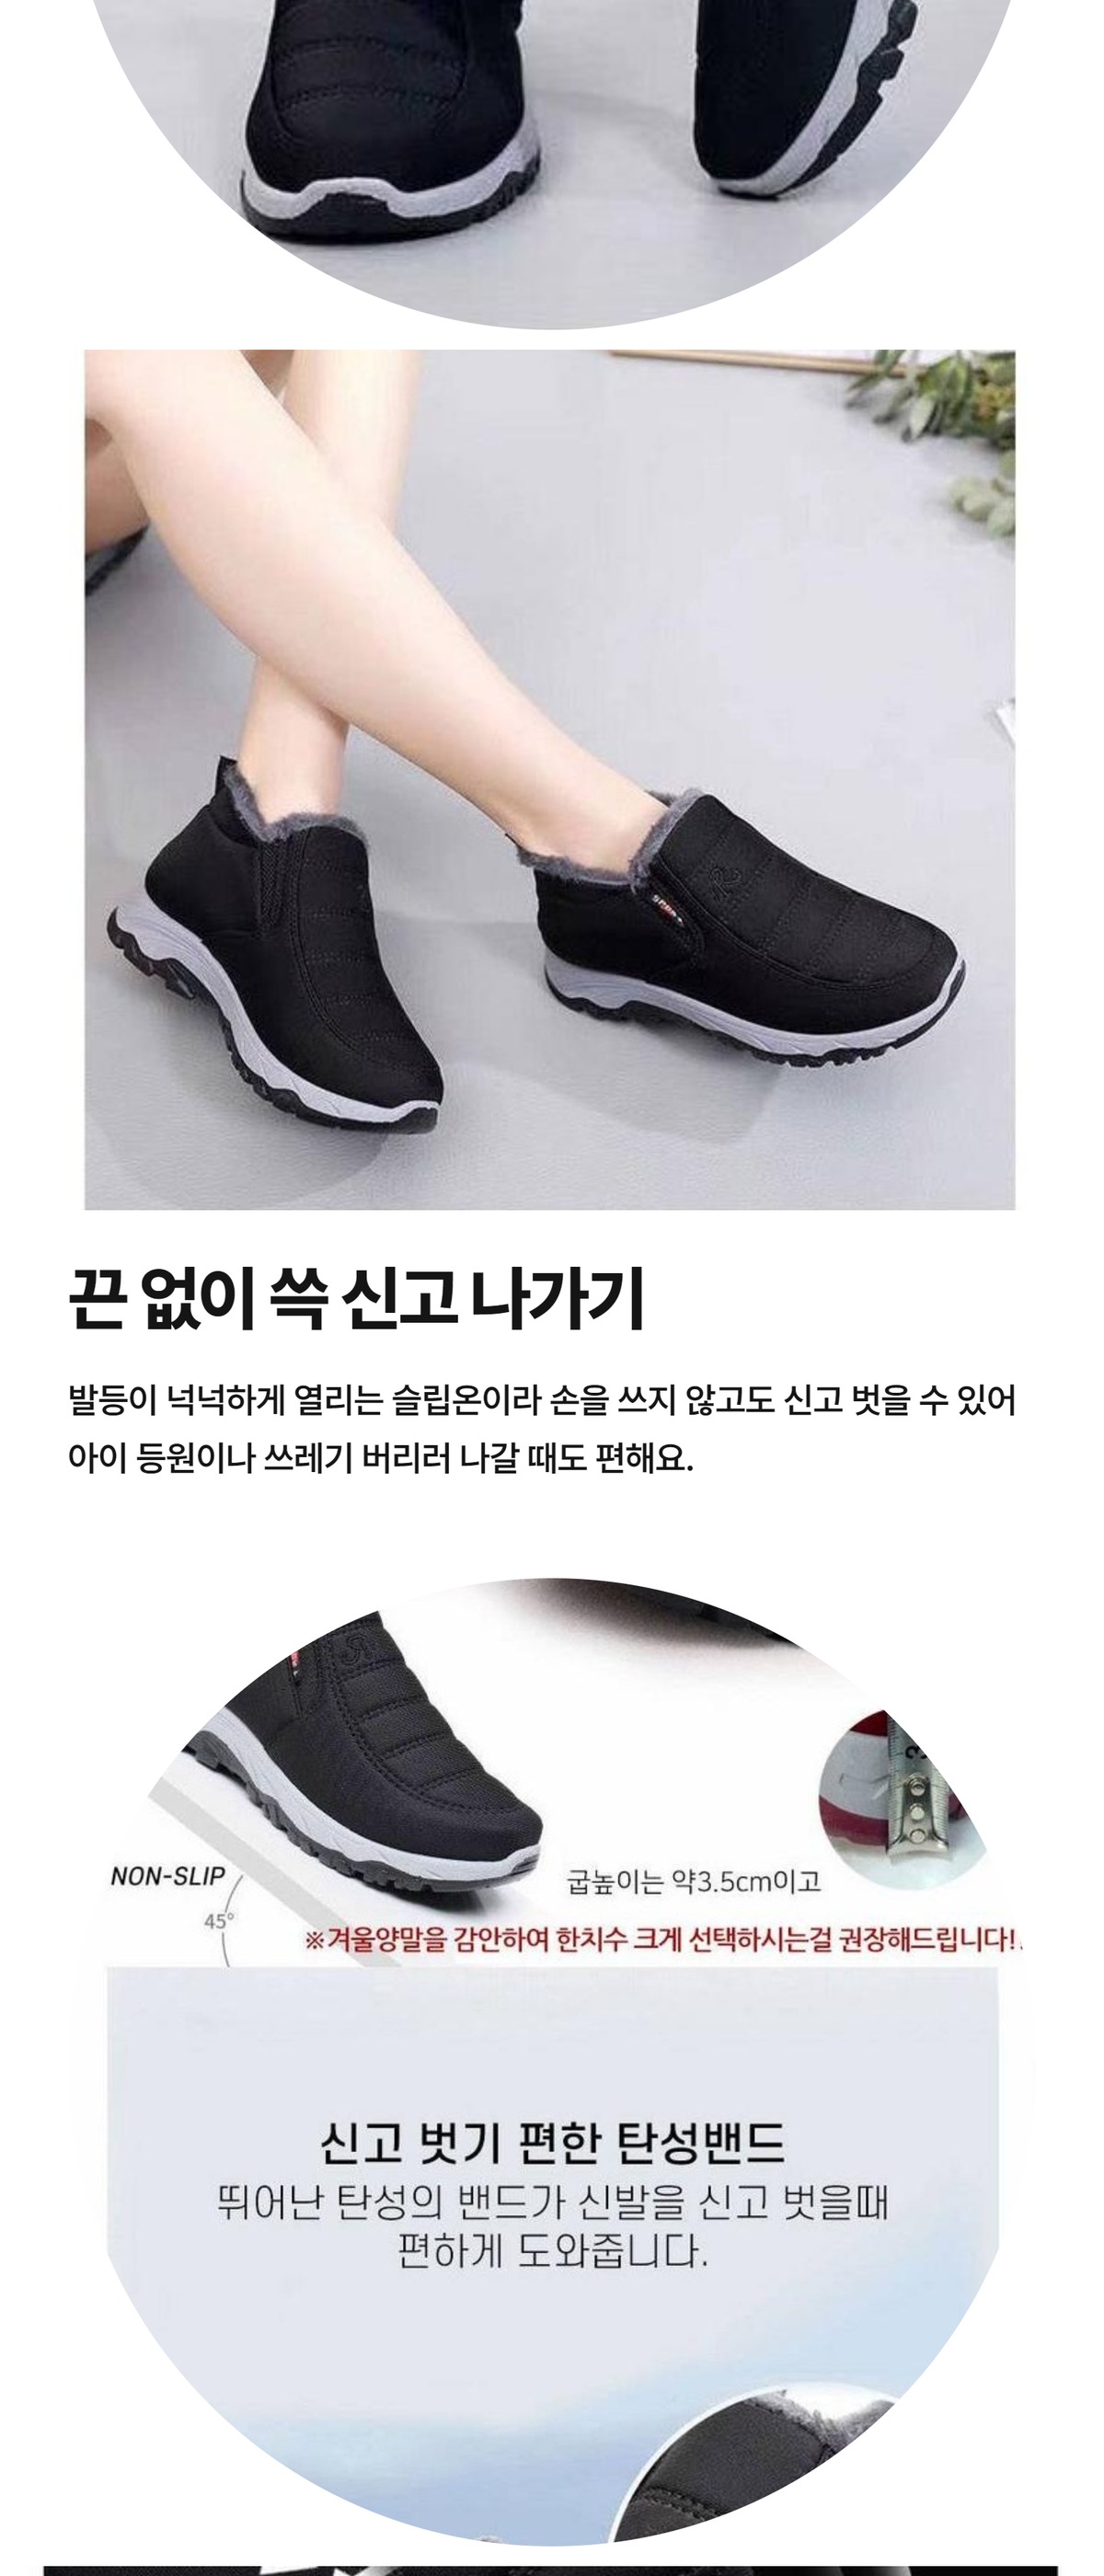 끈 없이 쓱 신고 나가기
발등이 넉넉하게 열리는 슬립온이라 손을 쓰지 않고도 신고 벗을 수 있어
아이 등원이나 쓰레기 버리러 나갈 때도 편해요.
NON-SLIP
45°
굽높이는 약3.5cm이고
※겨울양말을 감안하여 한치수 크게 선택하시는걸 권장해드립니다!
신고 벗기 편한 탄성밴드
뛰어난 탄성의 밴드가 신발을 신고 벗을때
편하게 도와줍니다.